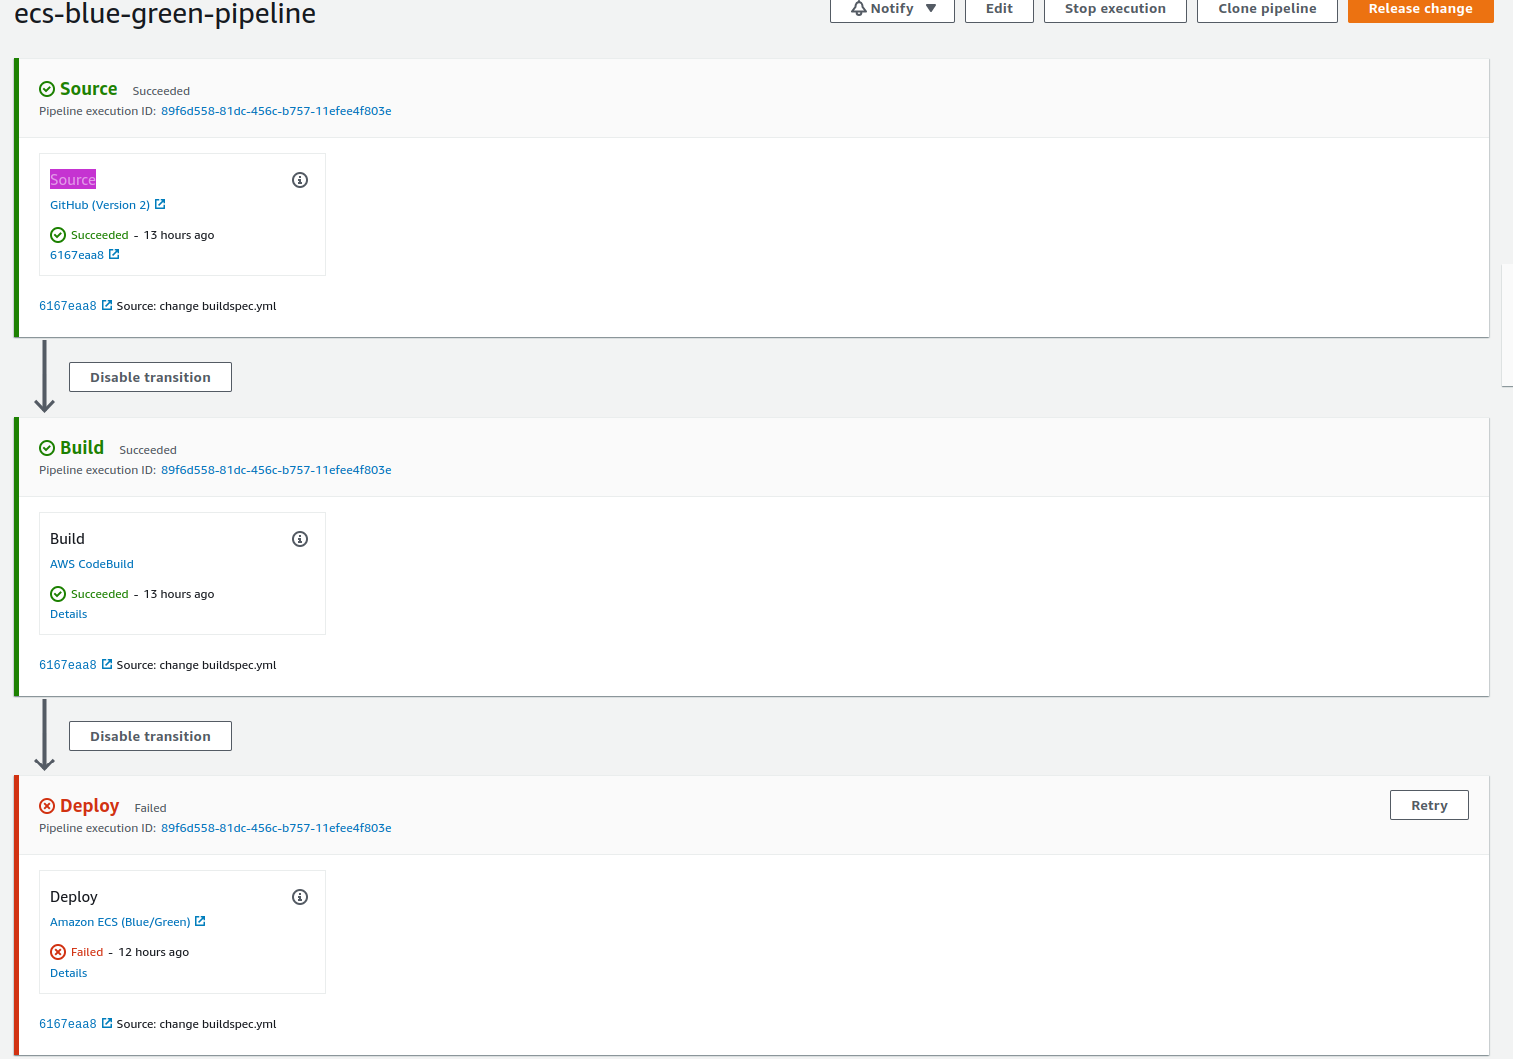 ecs-blue-green-pipeline
Notify
Edit
Stop execution
Clone pipeline
Release change
Source Succeeded
Pipeline execution ID: 89f6d558-81dc-456c-b757-11efee4f803e
Source
GitHub (Version 2)
Succeeded - 13 hours ago
6167eaa8
6167eaa8 Source: change buildspec.yml
Disable transition
Build Succeeded
Pipeline execution ID: 89f6d558-81dc-456c-b757-11efee4f803e
Build
AWS CodeBuild
Succeeded - 13 hours ago
Details
6167eaa8 Source: change buildspec.yml
Disable transition
Deploy Failed
Retry
Pipeline execution ID: 89f6d558-81dc-456c-b757-11efee4f803e
Deploy
Amazon ECS (Blue/Green)
Failed - 12 hours ago
Details
6167eaa8 Source: change buildspec.yml